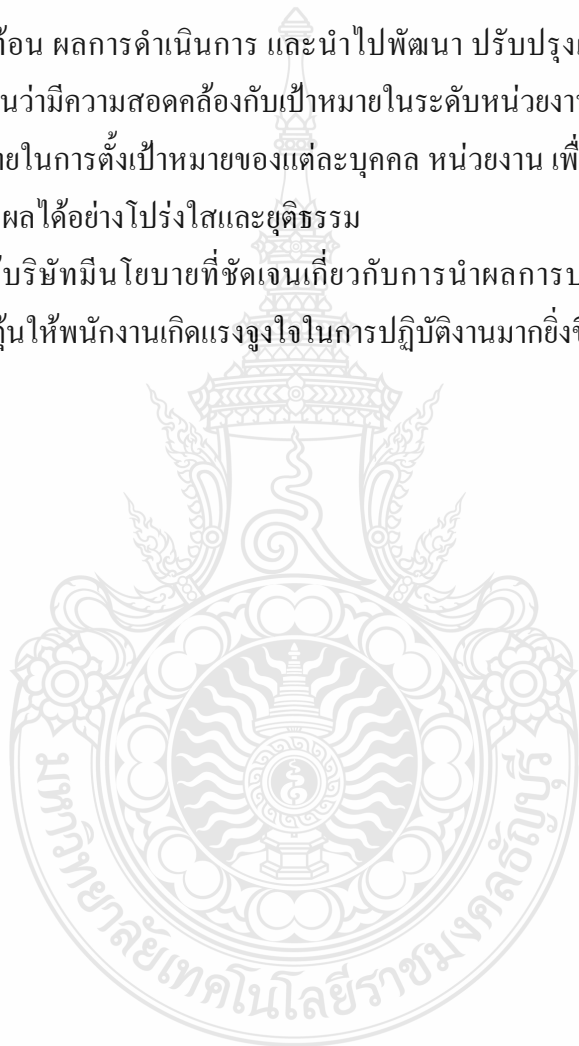 ท้อน ผลการดำเนินการ และนำไปพัฒนา ปรับปรุง
นว่ามีความสอดคล้องกับเป้าหมายในระดับหน่วยงาน
ายในการตั้งเป้าหมายของแต่ละบุคคล หน่วยงาน เพื่
ผลได้อย่างโปร่งใสและยุติธรรม
บริษัทมีนโยบายที่ชัดเจนเกี่ยวกับการนำผลการป
ุ้นให้พนักงานเกิดแรงจูงใจในการปฏิบัติงานมากยิ่งขึ
มหาวิทยาลัยเทคโนโลยีราชมงคลธัญบุรี